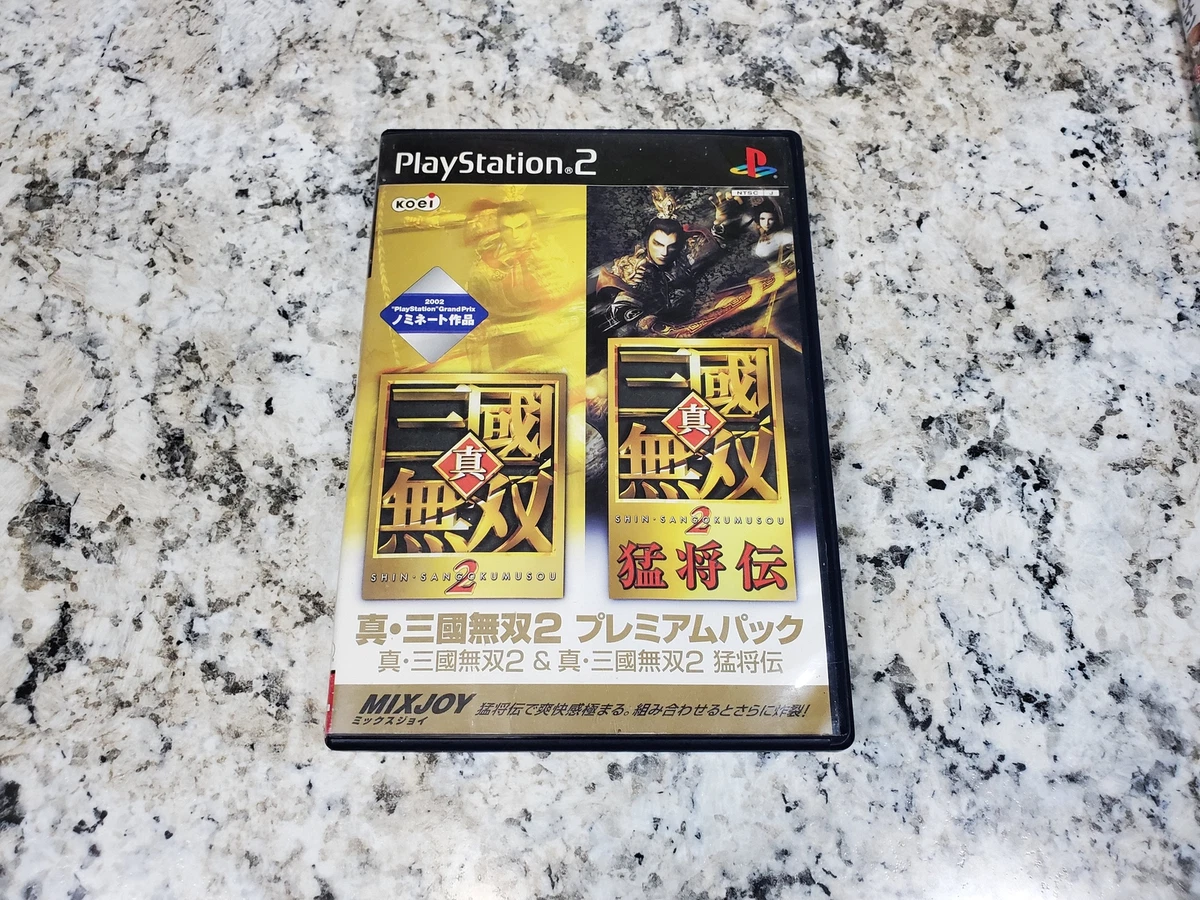 PlayStation®2
NTSC J
KOEI
2002
"PlayStation" Grand Prix
ノミネート作品
三國
真
無双
SHIN・SANGOKUMUSOU
2
三國
真
無双
SHIN・SANGOKUMUSOU
2
猛将伝
真・三國無双2 プレミアムパック
真・三國無双2 & 真・三國無双2 猛将伝
MIXJOY
ミックスジョイ
猛将伝で爽快感極まる。組み合わせるとさらに炸裂!